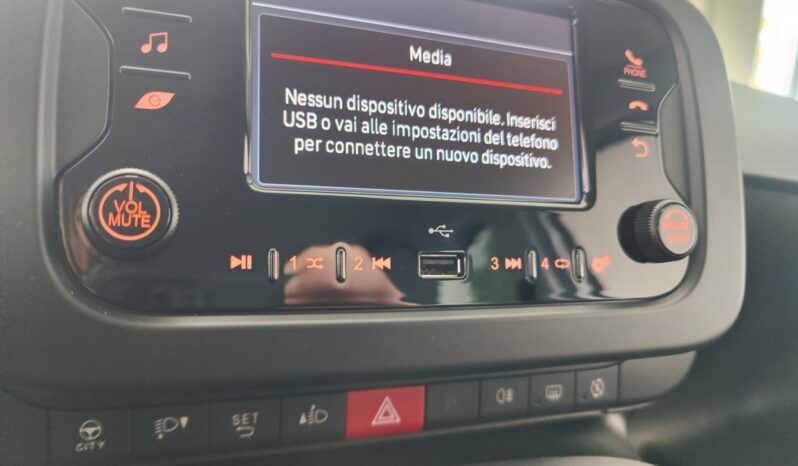 Media
Nessun dispositivo disponibile. Inserisci
USB o vai alle impostazioni del telefono
per connettere un nuovo dispositivo.
PHONE
VOL
MUTE
1 2 3 4
CITY
SET